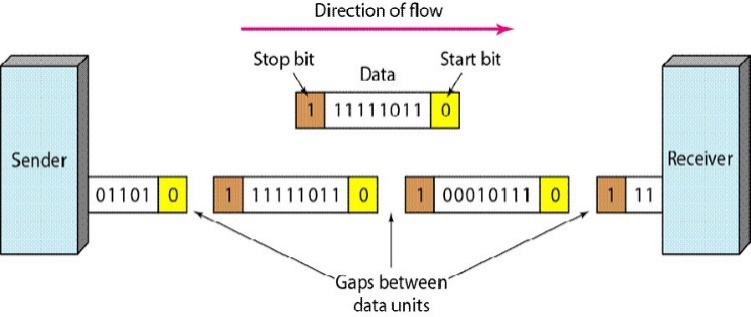 Direction of flow
Stop bit
Start bit
Data
1 11111011 0
Sender
Receiver
01101 0
1 11111011 0
1 00010111 0
1 11
Gaps between
data units